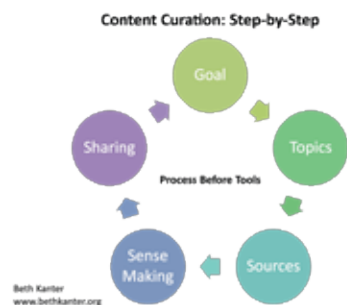 Content Curation: Step-by-Step
Goal
Topics
Sources
Sense
Making
Sharing
Process Before Tools
Beth Kanter
www.bethkanter.org